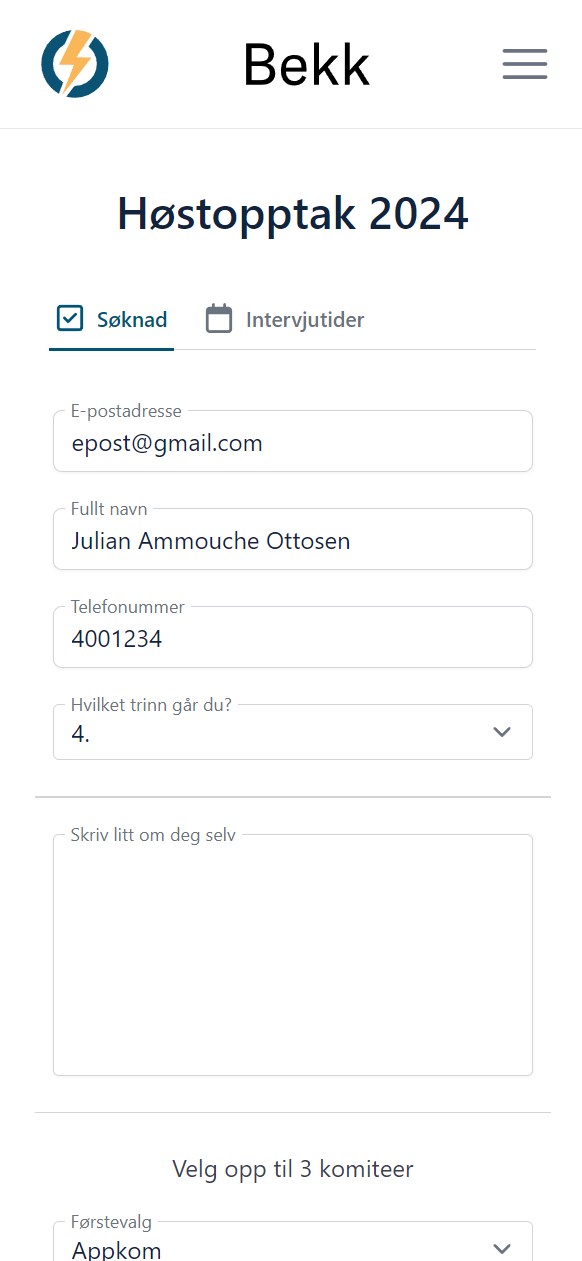 Bekk
Høstopptak 2024
Søknad
Intervjutider
E-postadresse
epost@gmail.com
Fullt navn
Julian Ammouche Ottosen
Telefonummer
4001234
Hvilket trinn går du?
4.
Skriv litt om deg selv
Velg opp til 3 komiteer
Førstevalg
Appkom